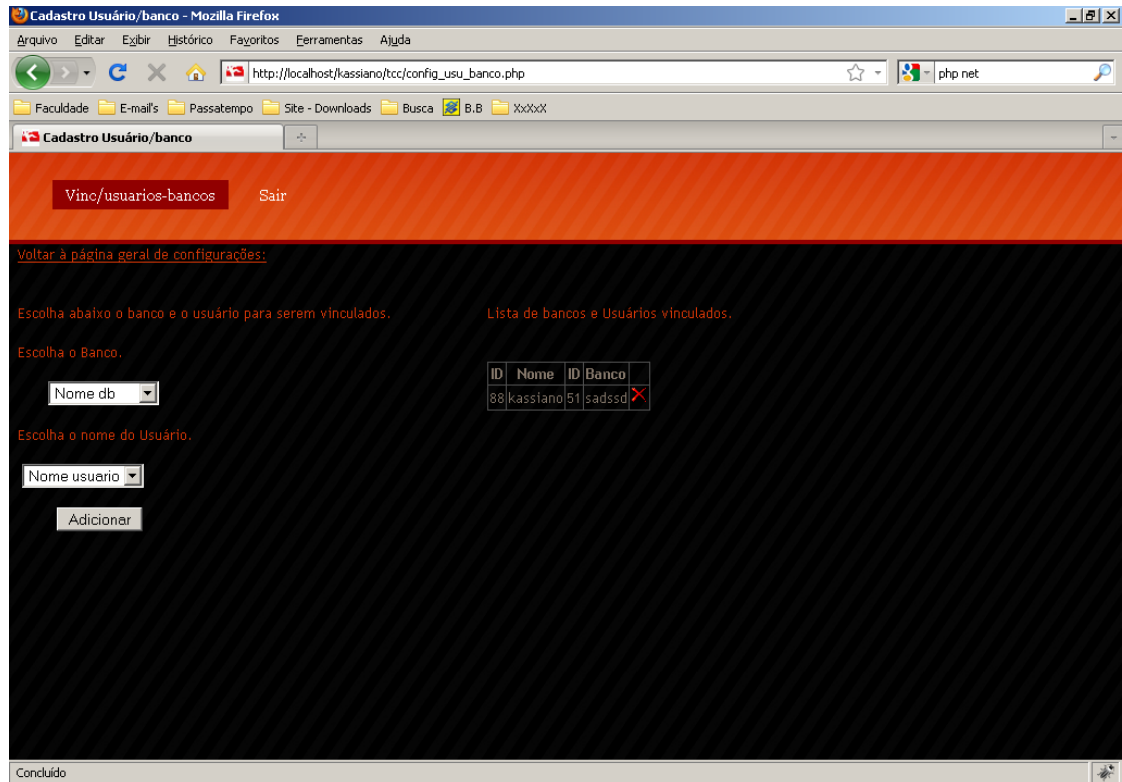 Cadastro Usuário/banco - Mozilla Firefox
Arquivo Editar Exibir Histórico Favoritos Ferramentas Ajuda
http://localhost/kassiano/tcc/config_usu_banco.php php net
Faculdade E-mail's Passatempo Site - Downloads Busca B.B XxXxX
Cadastro Usuário/banco
Vinc/usuarios-bancos Sair
Voltar à página geral de configurações:
Escolha abaixo o banco e o usuário para serem vinculados. Lista de bancos e Usuários vinculados.
Escolha o Banco.
ID Nome ID Banco
Nome db
88 kassiano 51 sadssd
Escolha o nome do Usuário.
Nome usuario
Adicionar
Concluído